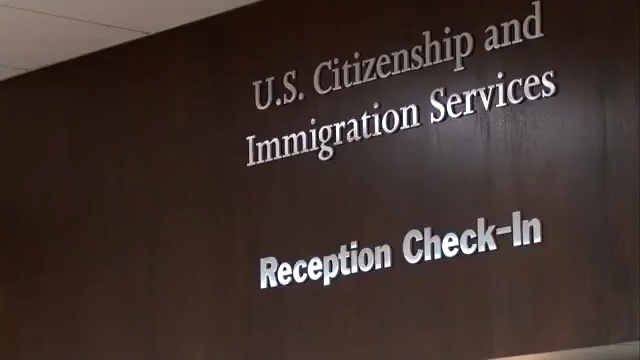 U.S. Citizenship and
Immigration Services
Reception Check-In